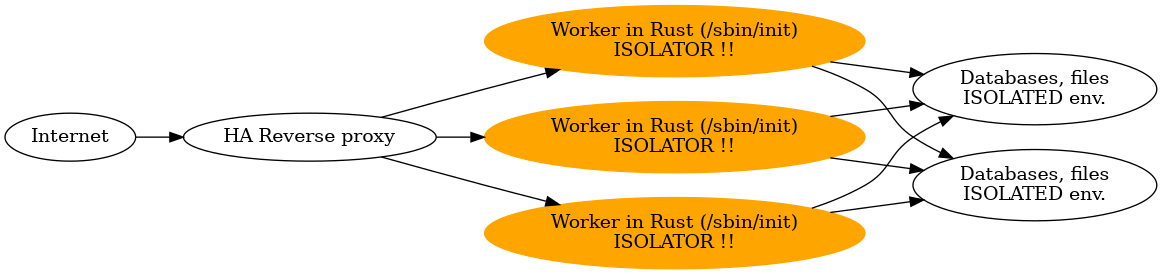 Internet
HA Reverse proxy
Worker in Rust (/sbin/init)
ISOLATOR !!
Worker in Rust (/sbin/init)
ISOLATOR !!
Worker in Rust (/sbin/init)
ISOLATOR !!
Databases, files
ISOLATED env.
Databases, files
ISOLATED env.